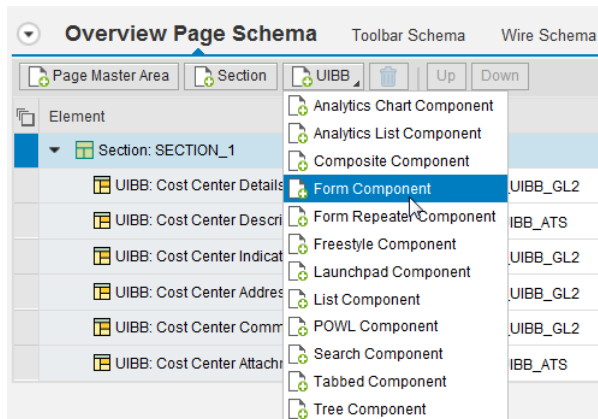 Overview Page Schema Toolbar Schema Wire Schema
Page Master Area Section UIBB Up Down
Element
Analytics Chart Component
Analytics List Component
Section: SECTION_1
Composite Component
UIBB: Cost Center Details
Form Component
UIBB_GL2
UIBB: Cost Center Descri
Form Repeater Component
IBB_ATS
UIBB: Cost Center Indicat
Freestyle Component
UIBB_GL2
Launchpad Component
UIBB: Cost Center Addres
List Component
UIBB_GL2
UIBB: Cost Center Comm
POWL Component
UIBB_GL2
Search Component
UIBB: Cost Center Attachm
IBB_ATS
Tabbed Component
Tree Component